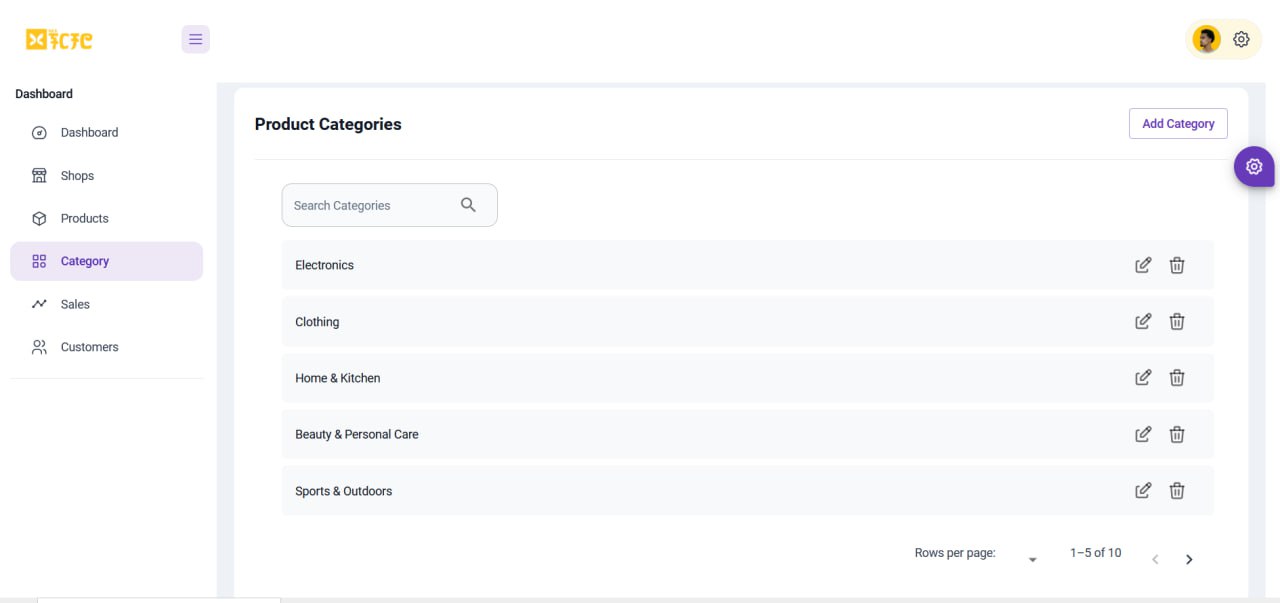 Dashboard
Dashboard
Shops
Products
Category
Sales
Customers
Product Categories
Add Category
Search Categories
Electronics
Clothing
Home & Kitchen
Beauty & Personal Care
Sports & Outdoors
Rows per page:
1–5 of 10